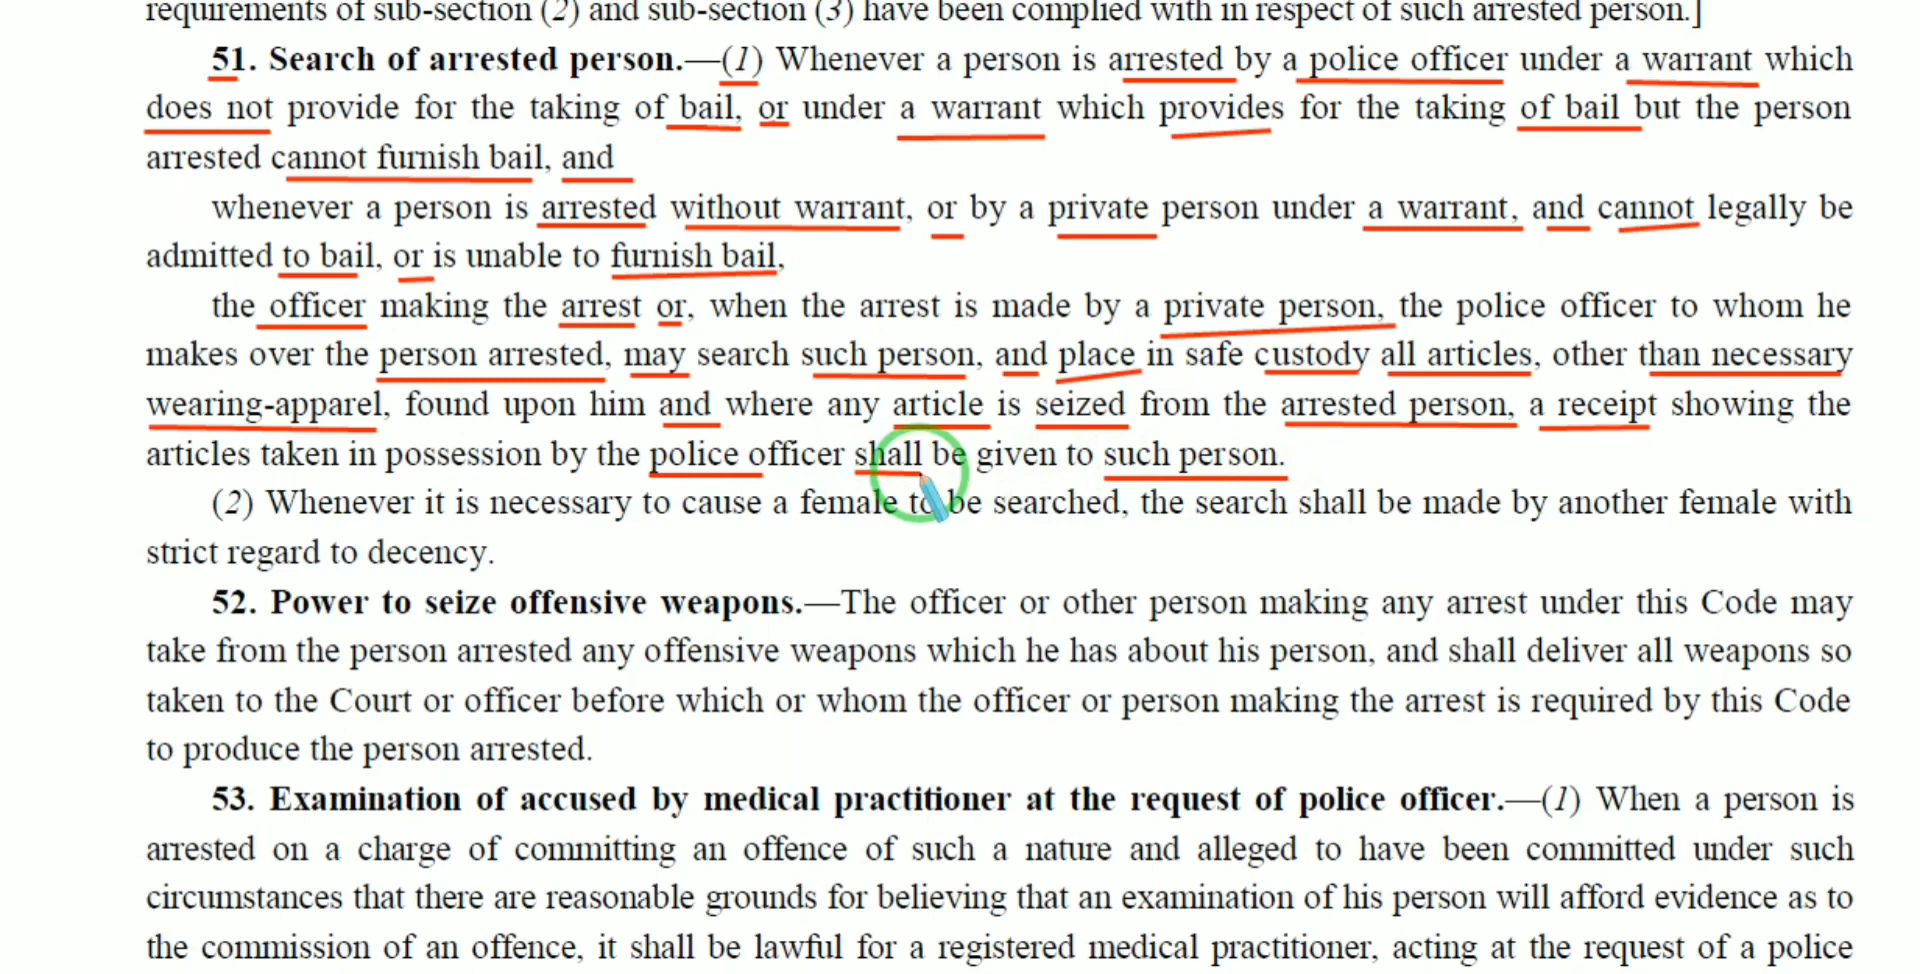 requirements of sub-section (2) and sub-section (3) have been complied with in respect of such arrested person.]
51. Search of arrested person.—(1) Whenever a person is arrested by a police officer under a warrant which
does not provide for the taking of bail, or under a warrant which provides for the taking of bail but the person
arrested cannot furnish bail, and
whenever a person is arrested without warrant, or by a private person under a warrant, and cannot legally be
admitted to bail, or is unable to furnish bail,
the officer making the arrest or, when the arrest is made by a private person, the police officer to whom he
makes over the person arrested, may search such person, and place in safe custody all articles, other than necessary
wearing-apparel, found upon him and where any article is seized from the arrested person, a receipt showing the
articles taken in possession by the police officer shall be given to such person.
(2) Whenever it is necessary to cause a female to be searched, the search shall be made by another female with
strict regard to decency.
52. Power to seize offensive weapons.—The officer or other person making any arrest under this Code may
take from the person arrested any offensive weapons which he has about his person, and shall deliver all weapons so
taken to the Court or officer before which or whom the officer or person making the arrest is required by this Code
to produce the person arrested.
53. Examination of accused by medical practitioner at the request of police officer.—(1) When a person is
arrested on a charge of committing an offence of such a nature and alleged to have been committed under such
circumstances that there are reasonable grounds for believing that an examination of his person will afford evidence as to
the commission of an offence, it shall be lawful for a registered medical practitioner, acting at the request of a police